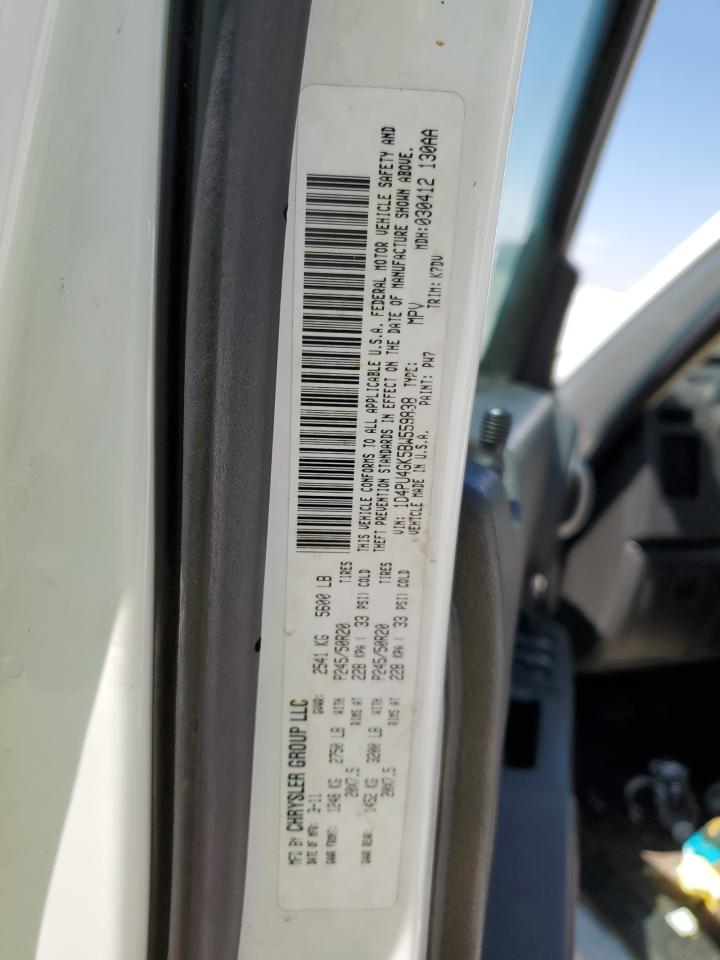 MFD BY CHRYSLER GROUP LLC
DATE OF MFR: 3-11 GVWR: 2541 KG 5600 LB
GAWR FRONT: 1248 KG 2750 LB WITH P245/50R20 TIRES
20X7.5 RIMS AT 228 KPA ( 33 PSI) COLD
GAWR REAR: 1452 KG 3200 LB WITH P245/50R20 TIRES
20X7.5 RIMS AT 228 KPA ( 33 PSI) COLD
THIS VEHICLE CONFORMS TO ALL APPLICABLE U.S.A. FEDERAL MOTOR VEHICLE SAFETY AND
THEFT PREVENTION STANDARDS IN EFFECT ON THE DATE OF MANUFACTURE SHOWN ABOVE.
VIN: 1D4PU4GK5BW559838 TYPE: MPV MDH:030412 130AA
VEHICLE MADE IN U.S.A. PAINT: PW7 TRIM: K7DV